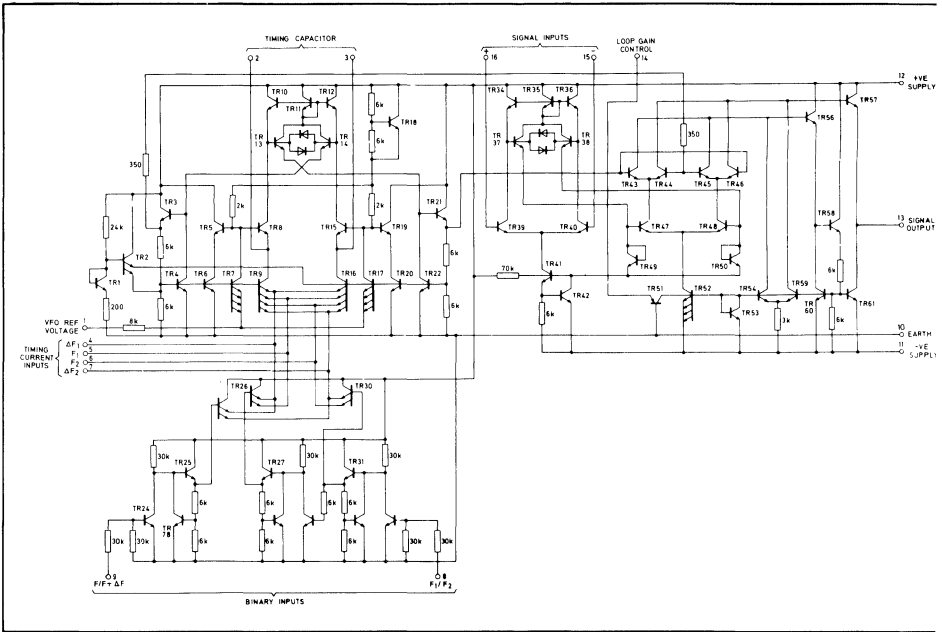 TIMING CAPACITOR
SIGNAL INPUTS
LOOP GAIN
CONTROL
2
3
+
16
15
-
14
12 +VE
SUPPLY
TR10
TR11
TR12
6k
TR18
6k
TR34
TR35
TR36
TR56
TR57
TR
13
TR
14
TR
37
TR
38
350
350
TR43
TR44
TR45
TR46
TR3
TR21
2k
2k
24k
TR5
TR8
TR15
TR19
TR39
TR40
TR47
TR48
TR58
13 SIGNAL
OUTPUT
6k
6k
TR2
TR49
TR50
6k
TR1
TR4
TR6
TR7
TR9
TR16
TR17
TR20
TR22
70k
TR41
TR42
TR51
TR52
TR54
TR59
TR
60
TR61
TR53
200
6k
6k
6k
3k
6k
VFO REF
VOLTAGE
1
8k
10
EARTH
11
-VE
SUPPLY
TIMING
CURRENT
INPUTS
ΔF1 4
F1 5
F2 6
ΔF2 7
TR26
TR30
30k
TR25
TR27
30k
TR31
30k
6k
6k
6k
6k
TR24
TR
78
6k
6k
6k
30k
30k
30k
30k
9
F/F+ ΔF
8
F1/F2
BINARY INPUTS